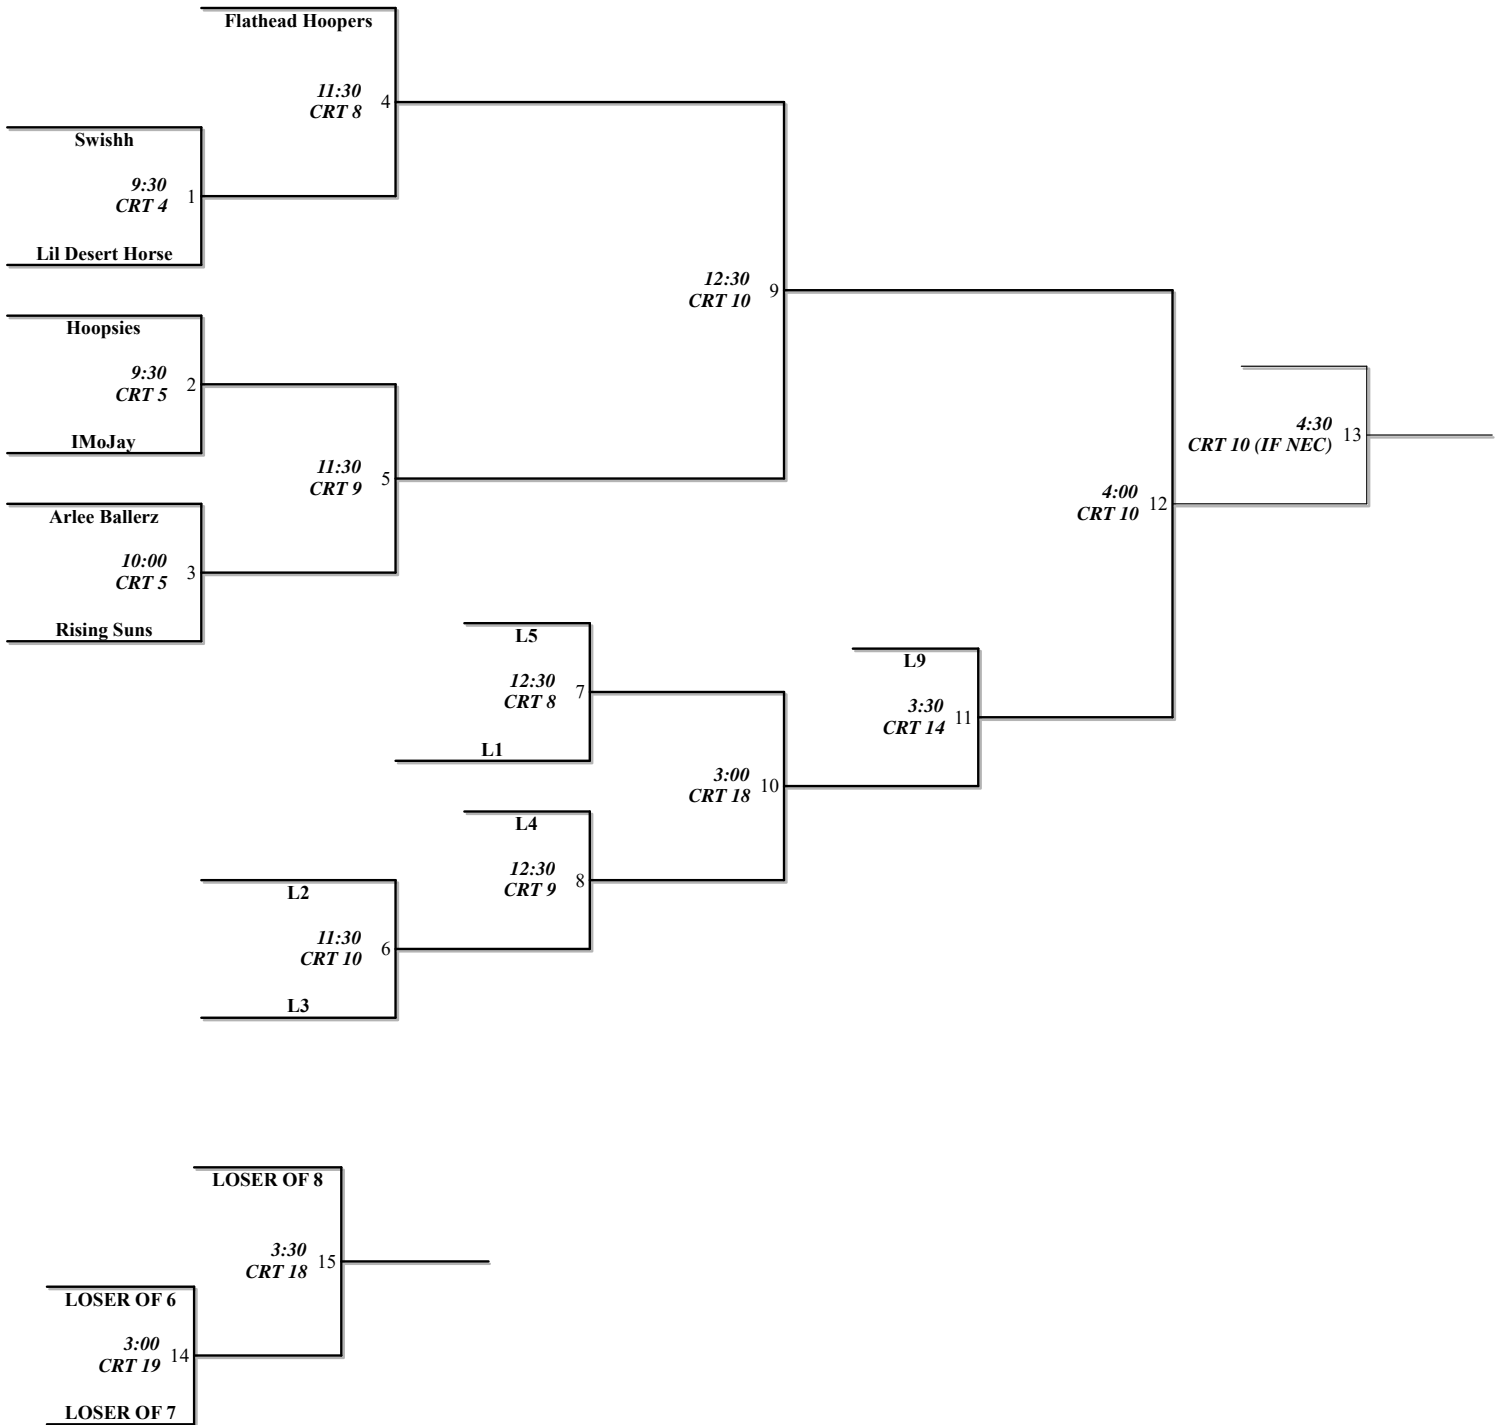 Flathead Hoopers
11:30
CRT 8 4
Swishh
9:30
CRT 4 1
Lil Desert Horse
12:30
CRT 10 9
Hoopsies
9:30
CRT 5 2
IMoJay
4:30
CRT 10 (IF NEC) 13
11:30
CRT 9 5
4:00
CRT 10 12
Arlee Ballerz
10:00
CRT 5 3
Rising Suns
L5
12:30
CRT 8 7
L1
L9
3:30
CRT 14 11
3:00
CRT 18 10
L4
12:30
CRT 9 8
L2
11:30
CRT 10 6
L3
LOSER OF 8
3:30
CRT 18 15
LOSER OF 6
3:00
CRT 19 14
LOSER OF 7